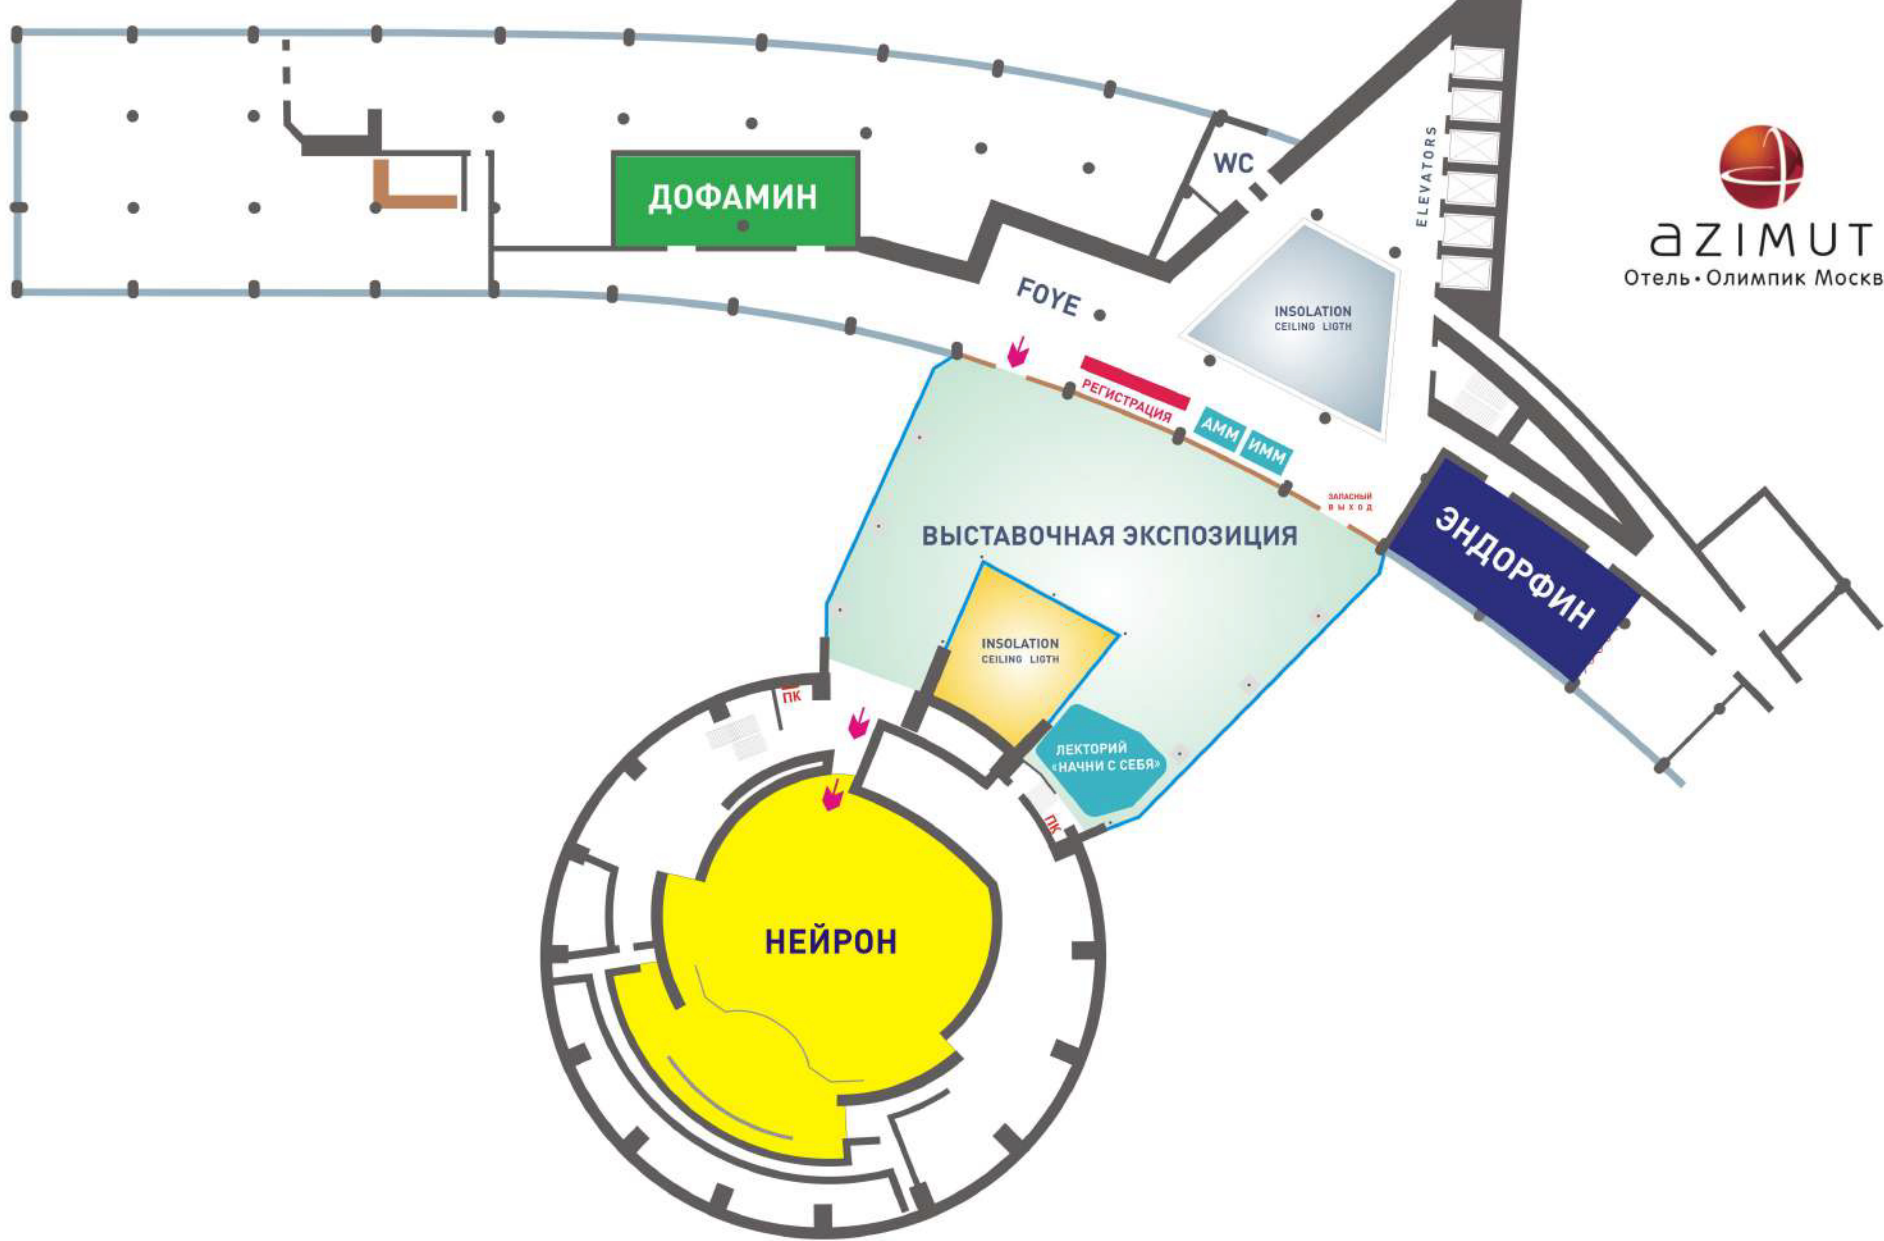 ELEVATORS
WC
ДОФАМИН
azimut
Отель•Олимпик Москв
FOYE
INSOLATION
CEILING LIGTH
РЕГИСТРАЦИЯ
АММ
ИММ
ЗАПАСНЫЙ
ВЫХОД
ВЫСТАВОЧНАЯ ЭКСПОЗИЦИЯ
ЭНДОРФИН
INSOLATION
CEILING LIGTH
ПК
ЛЕКТОРИЙ
«НАЧНИ С СЕБЯ»
ПК
НЕЙРОН